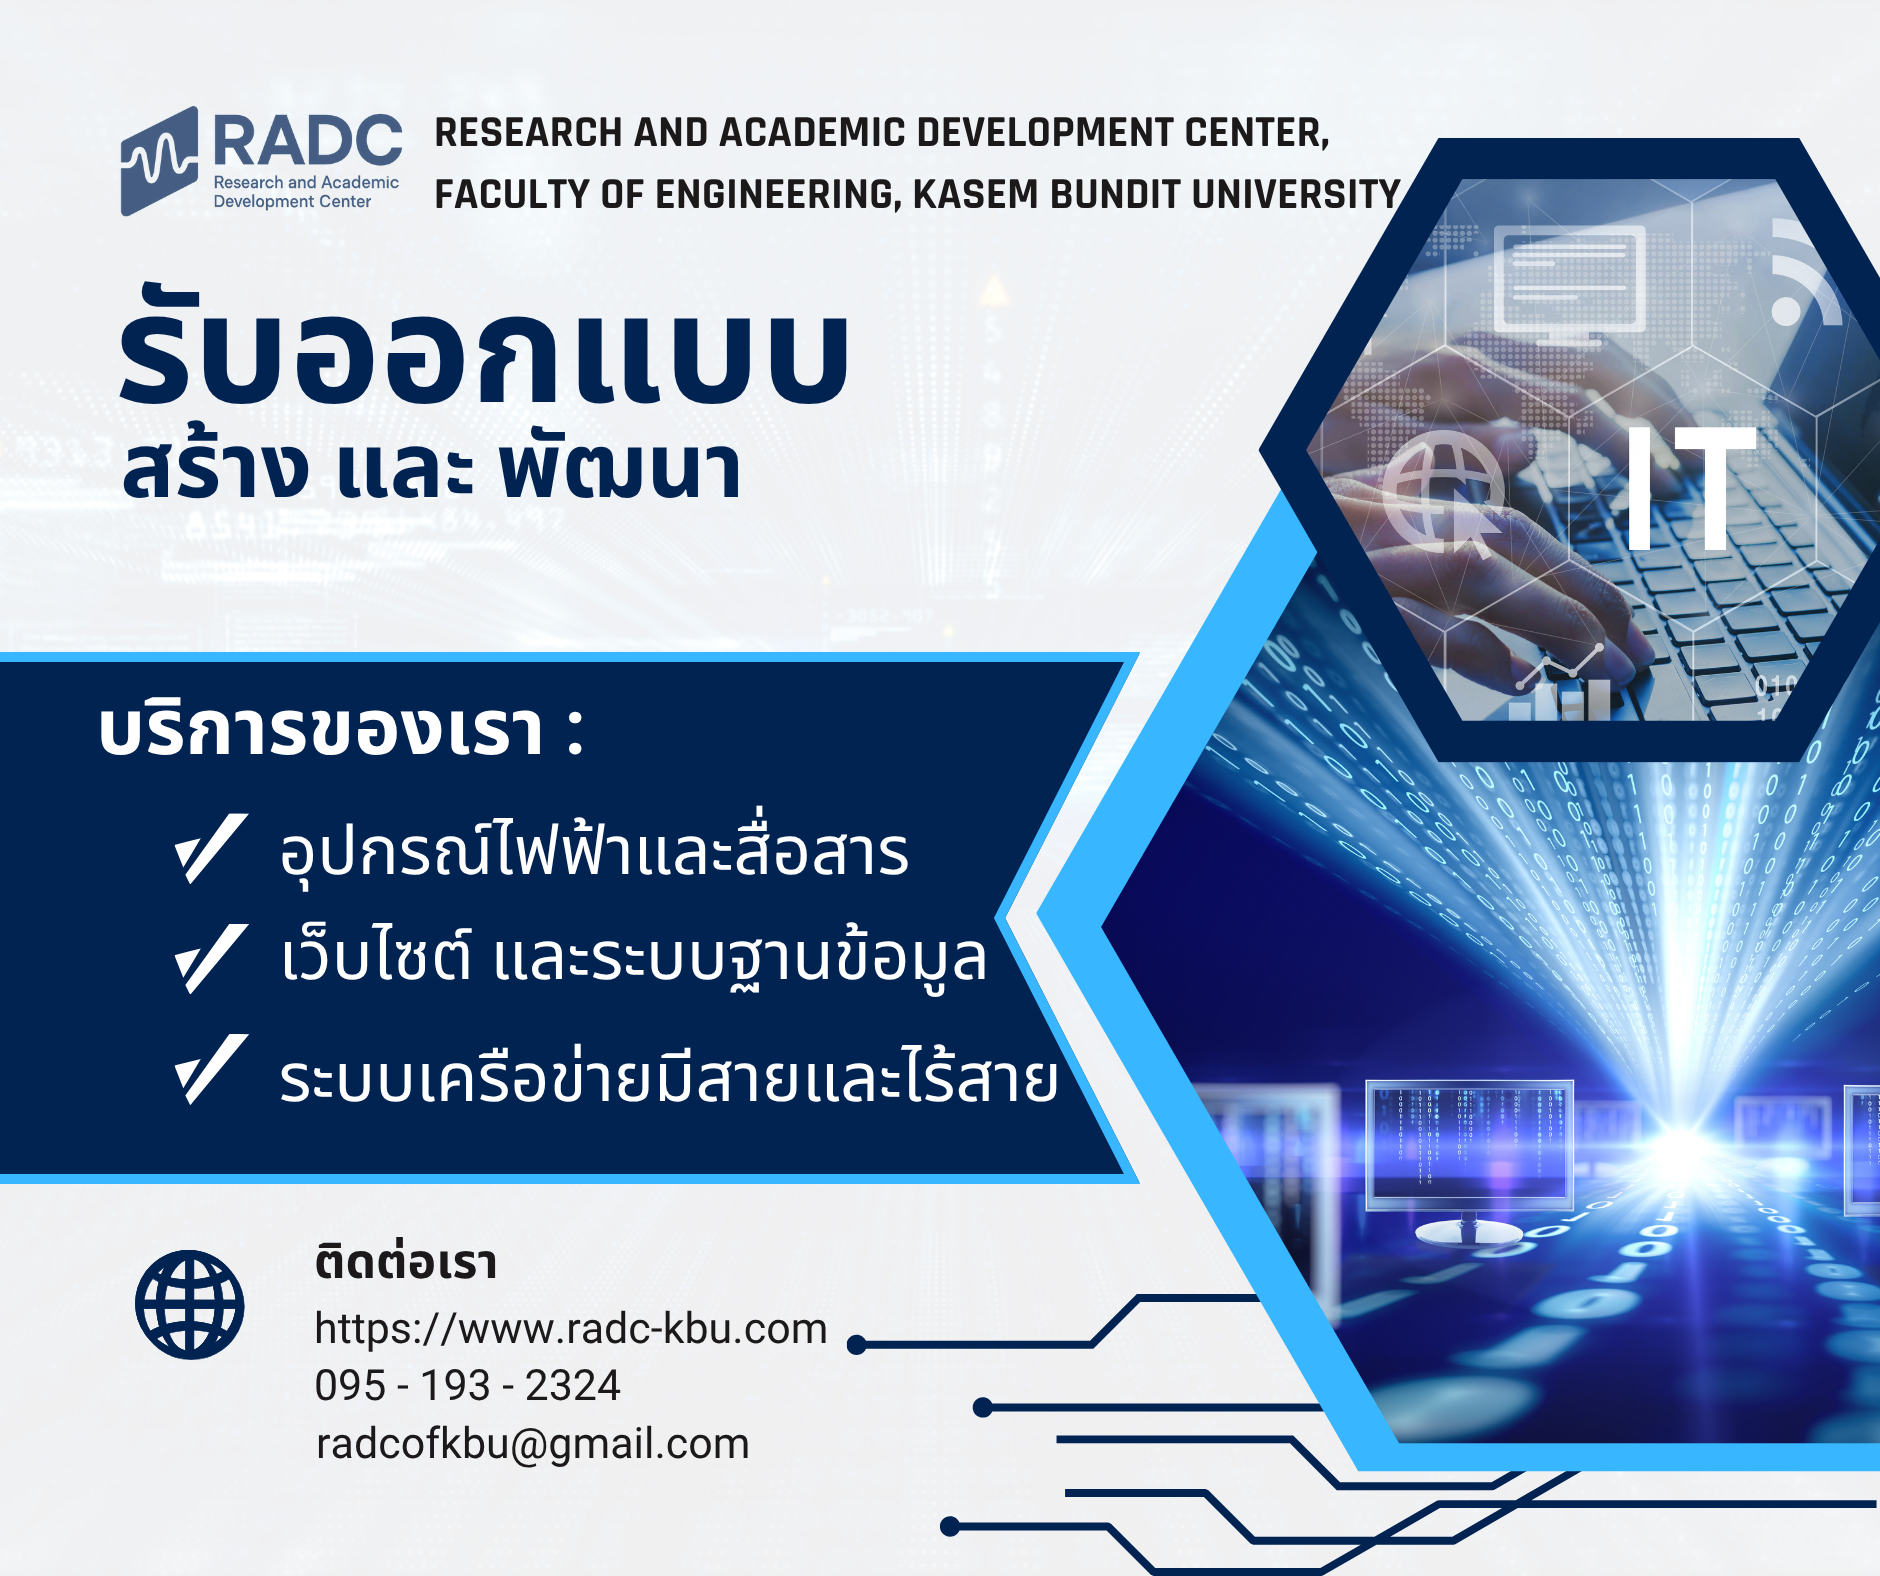 RADC
Research and Academic
Development Center
RESEARCH AND ACADEMIC DEVELOPMENT CENTER,
FACULTY OF ENGINEERING, KASEM BUNDIT UNIVERSITY
รับออกแบบ
สร้าง และ พัฒนา
IT
บริการของเรา :
อุปกรณ์ไฟฟ้าและสื่อสาร
เว็บไซต์ และระบบฐานข้อมูล
ระบบเครือข่ายมีสายและไร้สาย
ติดต่อเรา
https://www.radc-kbu.com
095 - 193 - 2324
radcofkbu@gmail.com